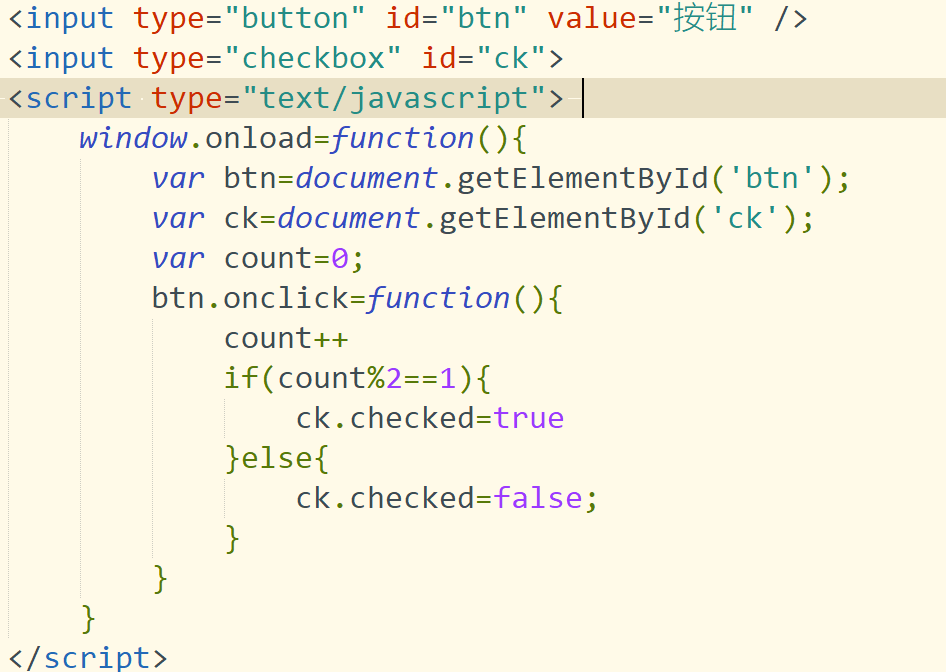 <input type="button" id="btn" value="按钮" />
<input type="checkbox" id="ck">
<script type="text/javascript">
window.onload=function(){
var btn=document.getElementById('btn');
var ck=document.getElementById('ck');
var count=0;
btn.onclick=function(){
count++
if(count%2==1){
ck.checked=true
}else{
ck.checked=false;
}
}
}
</script>